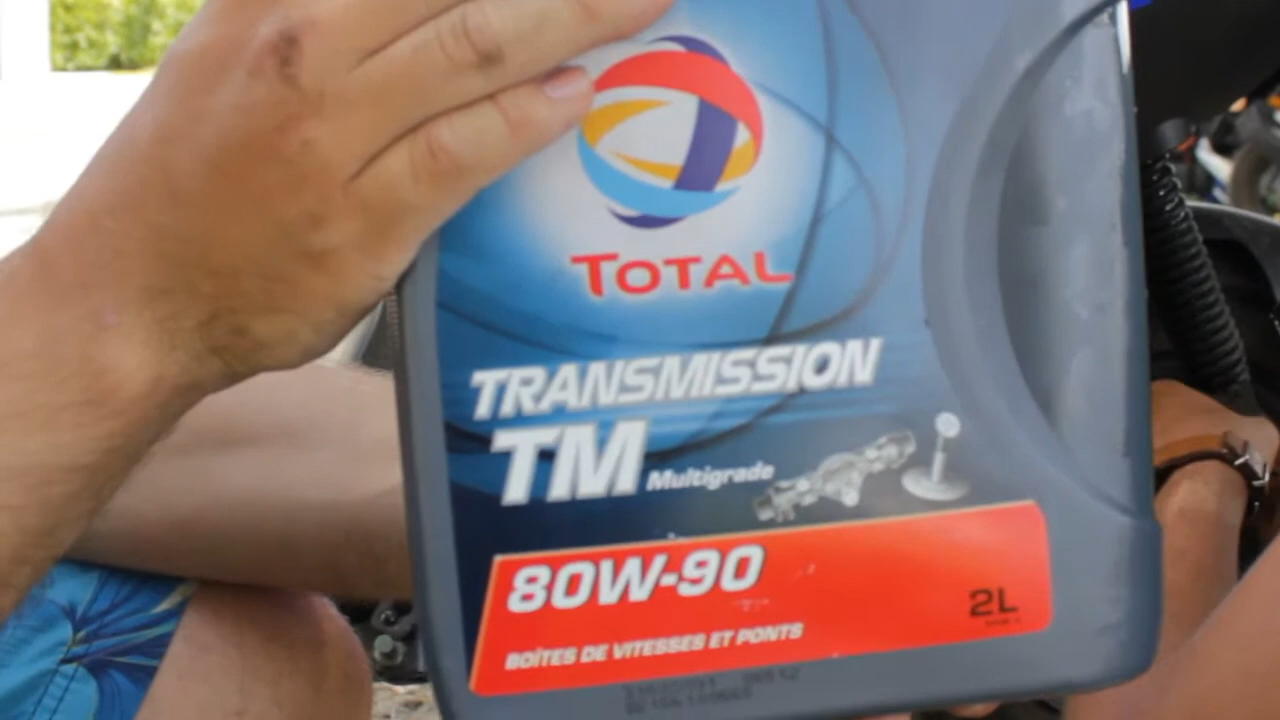 TOTAL
TRANSMISSION
TM Multigrade
80W-90
2L
BOÎTES DE VITESSES ET PONTS